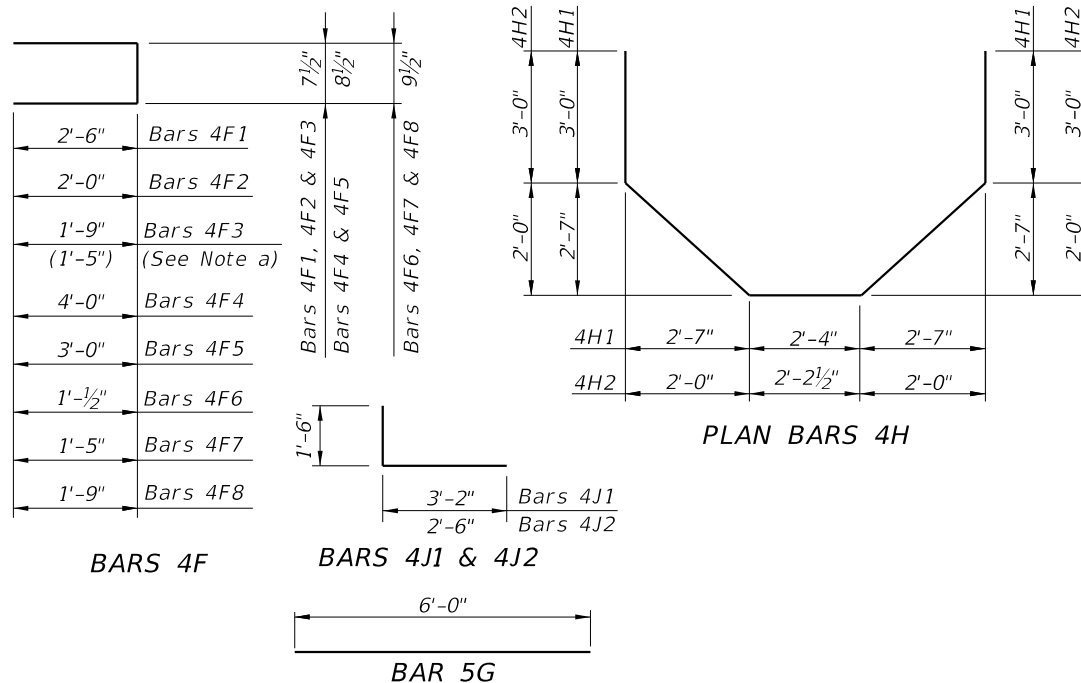 2'-6" Bars 4F1
2'-0" Bars 4F2
1'-9" Bars 4F3
(1'-5") (See Note a)
4'-0" Bars 4F4
3'-0" Bars 4F5
1'-½" Bars 4F6
1'-5" Bars 4F7
1'-9" Bars 4F8
BARS 4F
7½"
8½"
9½"
Bars 4F1, 4F2 & 4F3
Bars 4F4 & 4F5
Bars 4F6, 4F7 & 4F8
1'-6"
3'-2" Bars 4J1
2'-6" Bars 4J2
BARS 4J1 & 4J2
6'-0"
BAR 5G
4H2
4H1
3'-0"
3'-0"
2'-0"
2'-7"
4H1
4H2
3'-0"
3'-0"
2'-7"
2'-0"
4H1 2'-7" 2'-4" 2'-7"
4H2 2'-0" 2'-2½" 2'-0"
PLAN BARS 4H